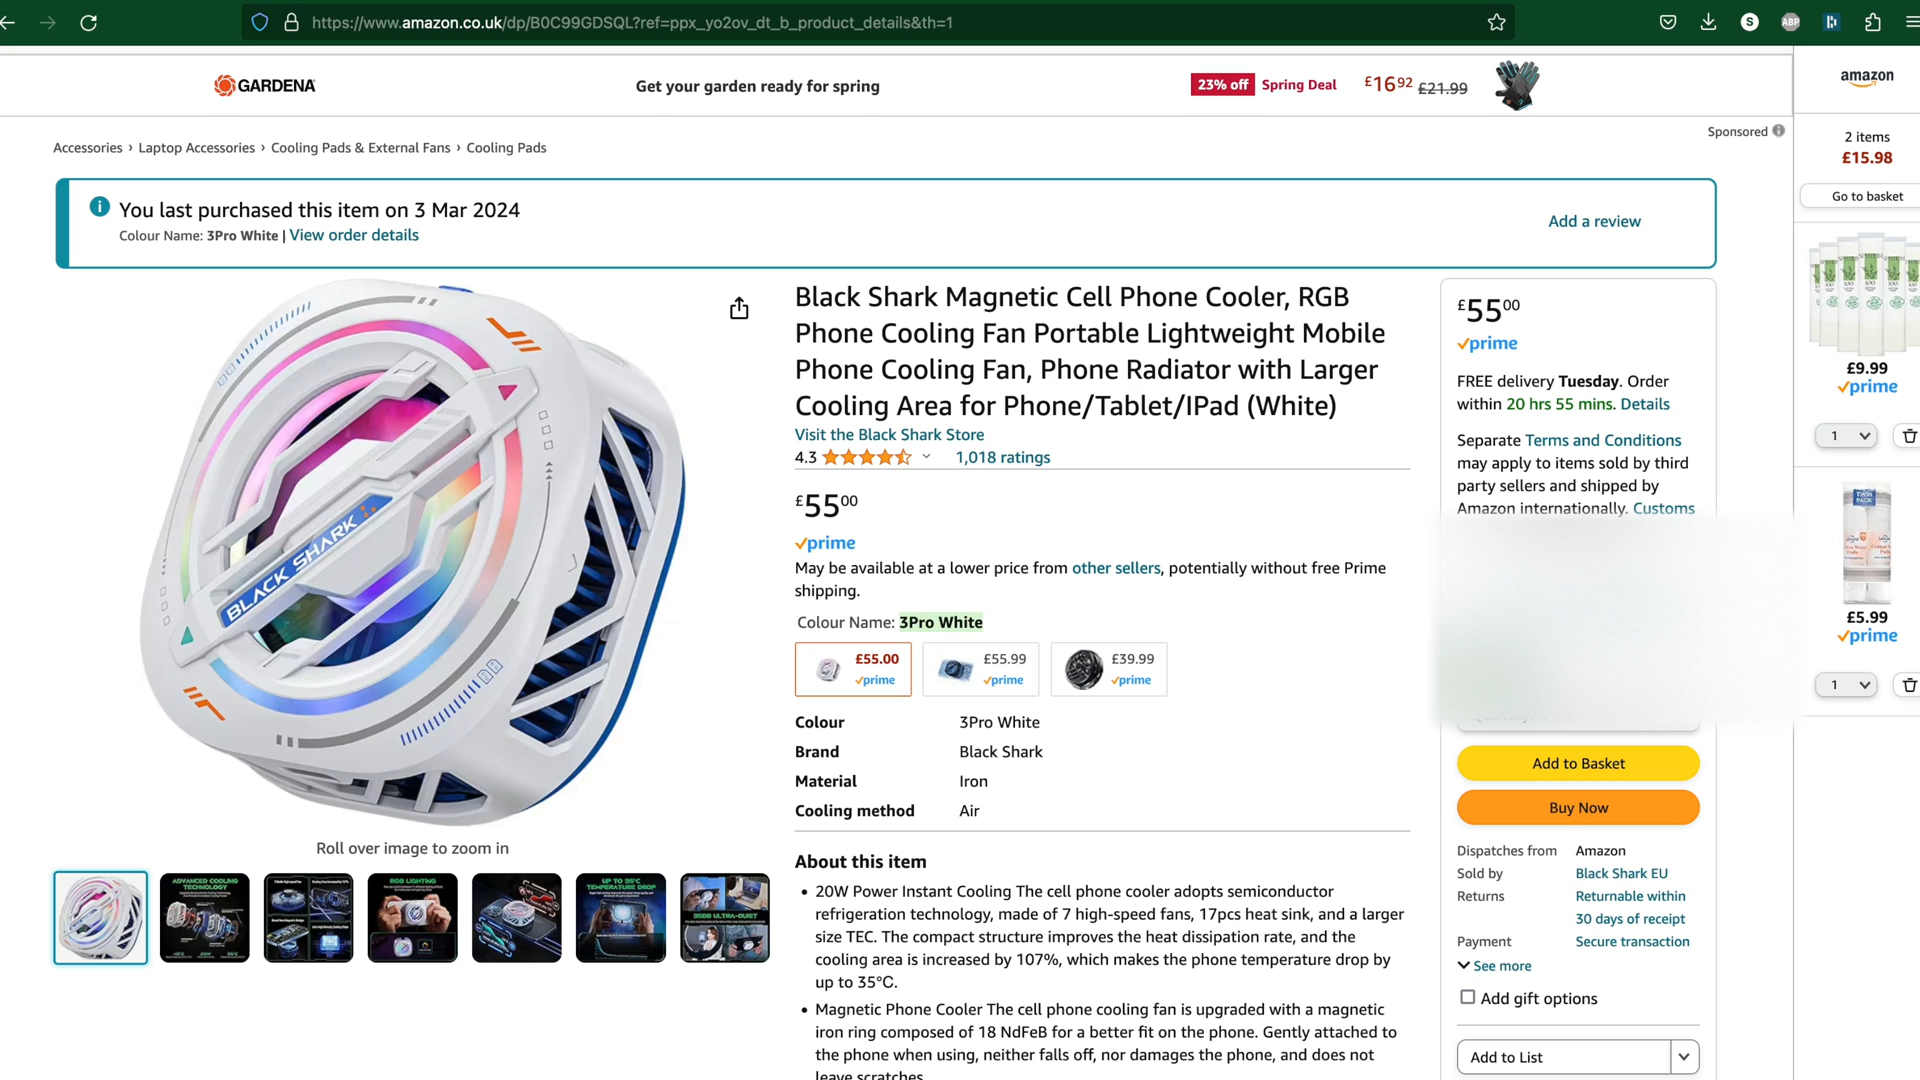 https://www.amazon.co.uk/dp/B0C99GDSQL?ref=ppx_yo2ov_dt_b_product_details&th=1
S
ABP
GARDENA
Get your garden ready for spring
23% off Spring Deal £1692 £21.99
amazon
Sponsored
Accessories › Laptop Accessories › Cooling Pads & External Fans › Cooling Pads
2 items
£15.98
Go to basket
You last purchased this item on 3 Mar 2024
Colour Name: 3Pro White | View order details
Add a review
BLACK SHARK
Roll over image to zoom in
ADVANCED COOLING
TECHNOLOGY
RGB LIGHTING
UP TO 35°C
TEMPERATURE DROP
Black Shark Magnetic Cell Phone Cooler, RGB
Phone Cooling Fan Portable Lightweight Mobile
Phone Cooling Fan, Phone Radiator with Larger
Cooling Area for Phone/Tablet/IPad (White)
Visit the Black Shark Store
4.3
1,018 ratings
£5500
prime
May be available at a lower price from other sellers, potentially without free Prime
shipping.
Colour Name: 3Pro White
£55.00
prime
£55.99
prime
£39.99
prime
Colour 3Pro White
Brand Black Shark
Material Iron
Cooling method Air
About this item
• 20W Power Instant Cooling The cell phone cooler adopts semiconductor
refrigeration technology, made of 7 high-speed fans, 17pcs heat sink, and a larger
size TEC. The compact structure improves the heat dissipation rate, and the
cooling area is increased by 107%, which makes the phone temperature drop by
up to 35°C.
• Magnetic Phone Cooler The cell phone cooling fan is upgraded with a magnetic
iron ring composed of 18 NdFeB for a better fit on the phone. Gently attached to
the phone when using, neither falls off, nor damages the phone, and does not
leave scratches.
£5500
prime
FREE delivery Tuesday. Order
within 20 hrs 55 mins. Details
Separate Terms and Conditions
may apply to items sold by third
party sellers and shipped by
Amazon internationally. Customs
Add to Basket
Buy Now
Dispatches from Amazon
Sold by Black Shark EU
Returns Returnable within
30 days of receipt
Payment Secure transaction
See more
Add gift options
Add to List
£9.99
prime
1
TWIN
PACK
£5.99
prime
1